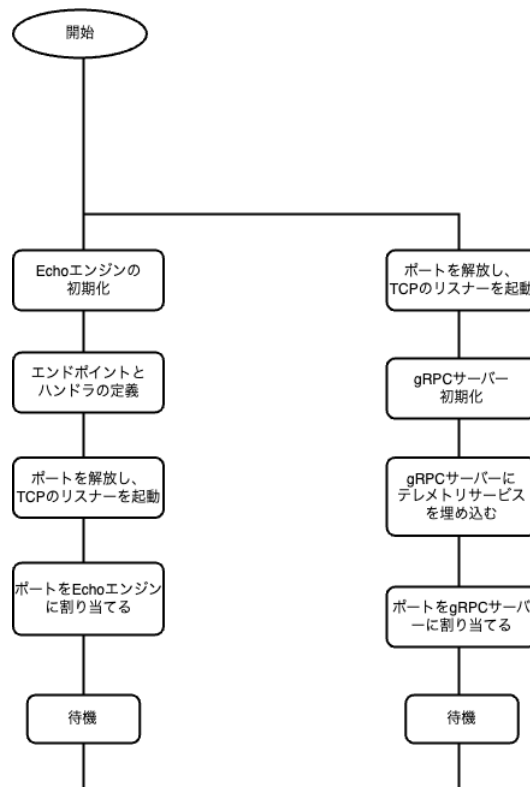 開始
Echoエンジンの
初期化
エンドポイントと
ハンドラの定義
ポートを解放し、
TCPのリスナーを起動
ポートをEchoエンジン
に割り当てる
待機
ポートを解放し、
TCPのリスナーを起動
gRPCサーバー
初期化
gRPCサーバーに
テレメトリサービス
を埋め込む
ポートをgRPCサーバ
ーに割り当てる
待機